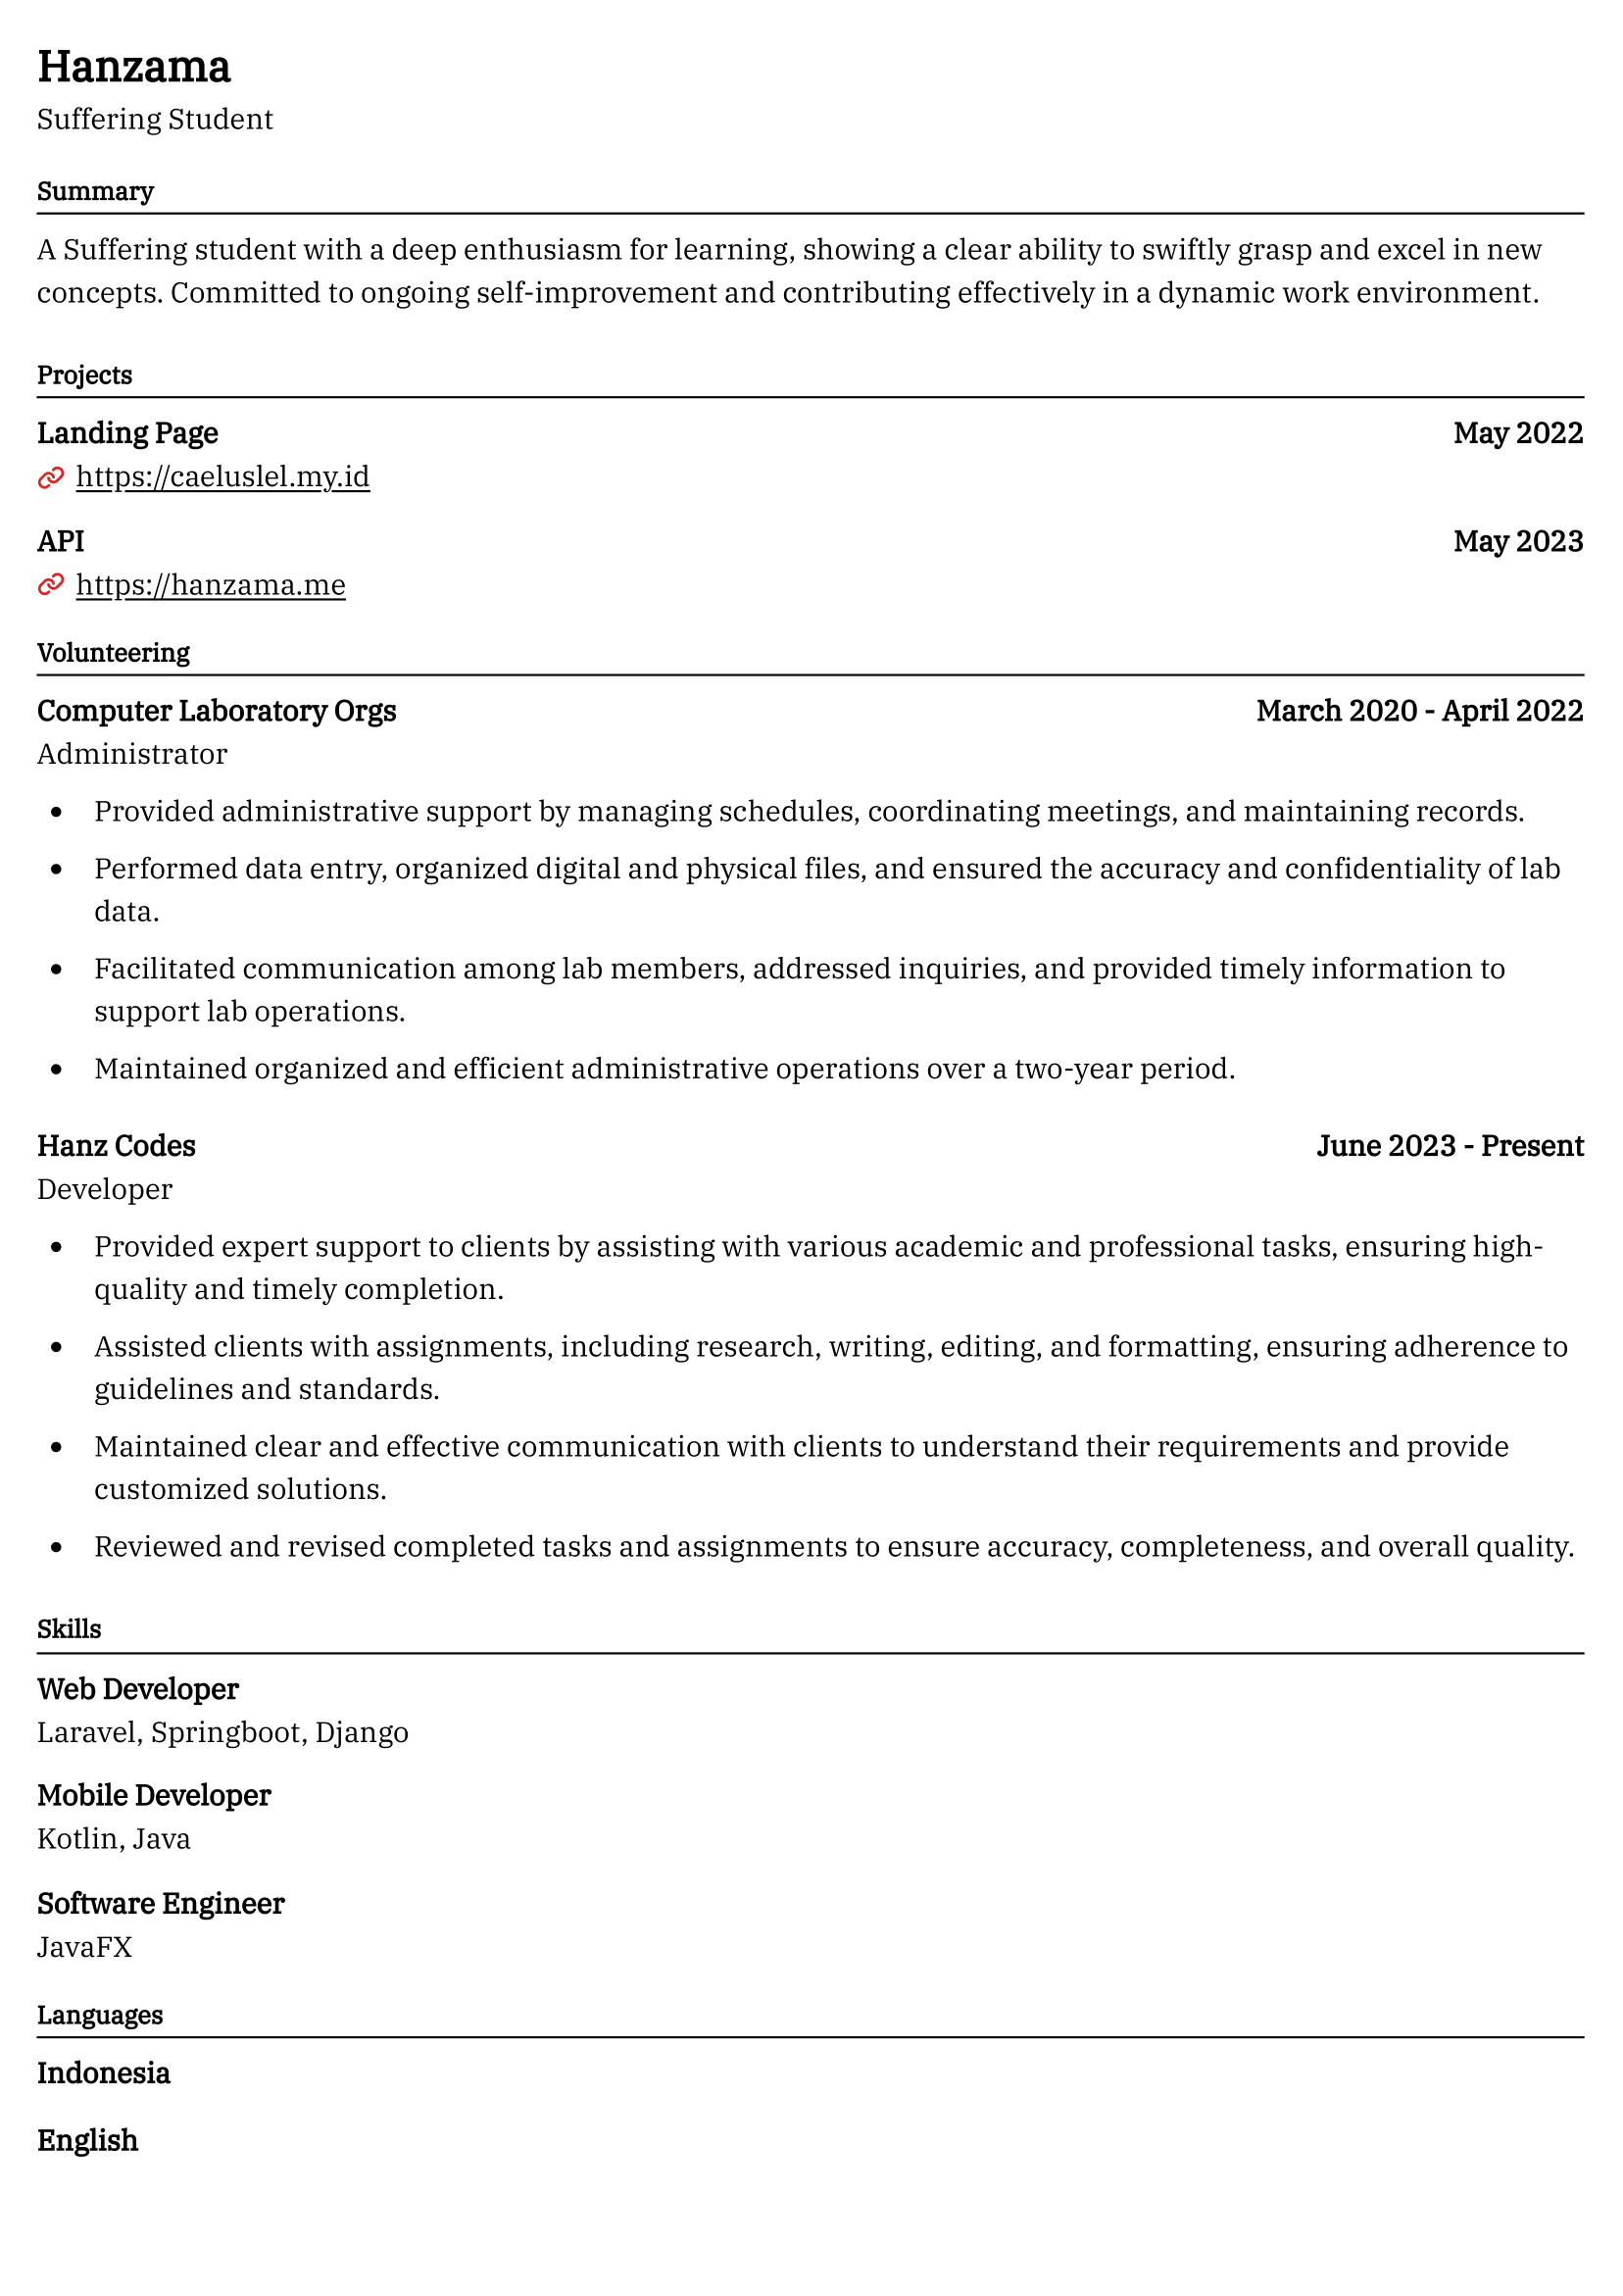 Hanzama
Suffering Student
Summary
A Suffering student with a deep enthusiasm for learning, showing a clear ability to swiftly grasp and excel in new
concepts. Committed to ongoing self-improvement and contributing effectively in a dynamic work environment.
Projects
Landing Page May 2022
https://caeluslel.my.id
API May 2023
https://hanzama.me
Volunteering
Computer Laboratory Orgs March 2020 - April 2022
Administrator
• Provided administrative support by managing schedules, coordinating meetings, and maintaining records.
• Performed data entry, organized digital and physical files, and ensured the accuracy and confidentiality of lab
data.
• Facilitated communication among lab members, addressed inquiries, and provided timely information to
support lab operations.
• Maintained organized and efficient administrative operations over a two-year period.
Hanz Codes June 2023 - Present
Developer
• Provided expert support to clients by assisting with various academic and professional tasks, ensuring high-
quality and timely completion.
• Assisted clients with assignments, including research, writing, editing, and formatting, ensuring adherence to
guidelines and standards.
• Maintained clear and effective communication with clients to understand their requirements and provide
customized solutions.
• Reviewed and revised completed tasks and assignments to ensure accuracy, completeness, and overall quality.
Skills
Web Developer
Laravel, Springboot, Django
Mobile Developer
Kotlin, Java
Software Engineer
JavaFX
Languages
Indonesia
English